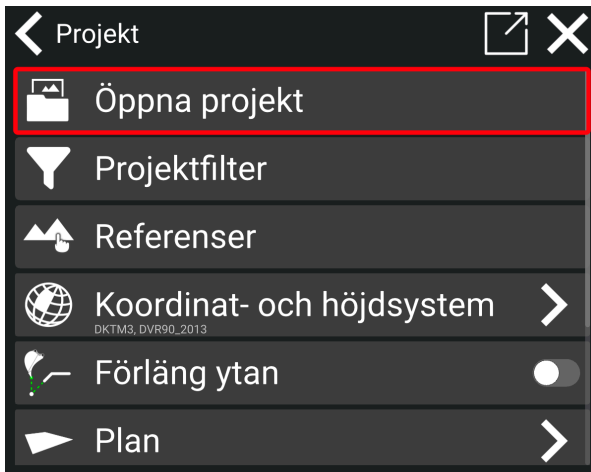 Projekt
Öppna projekt
Projektfilter
Referenser
Koordinat- och höjdsystem
DKTM3, DVR90_2013
Förläng ytan
Plan